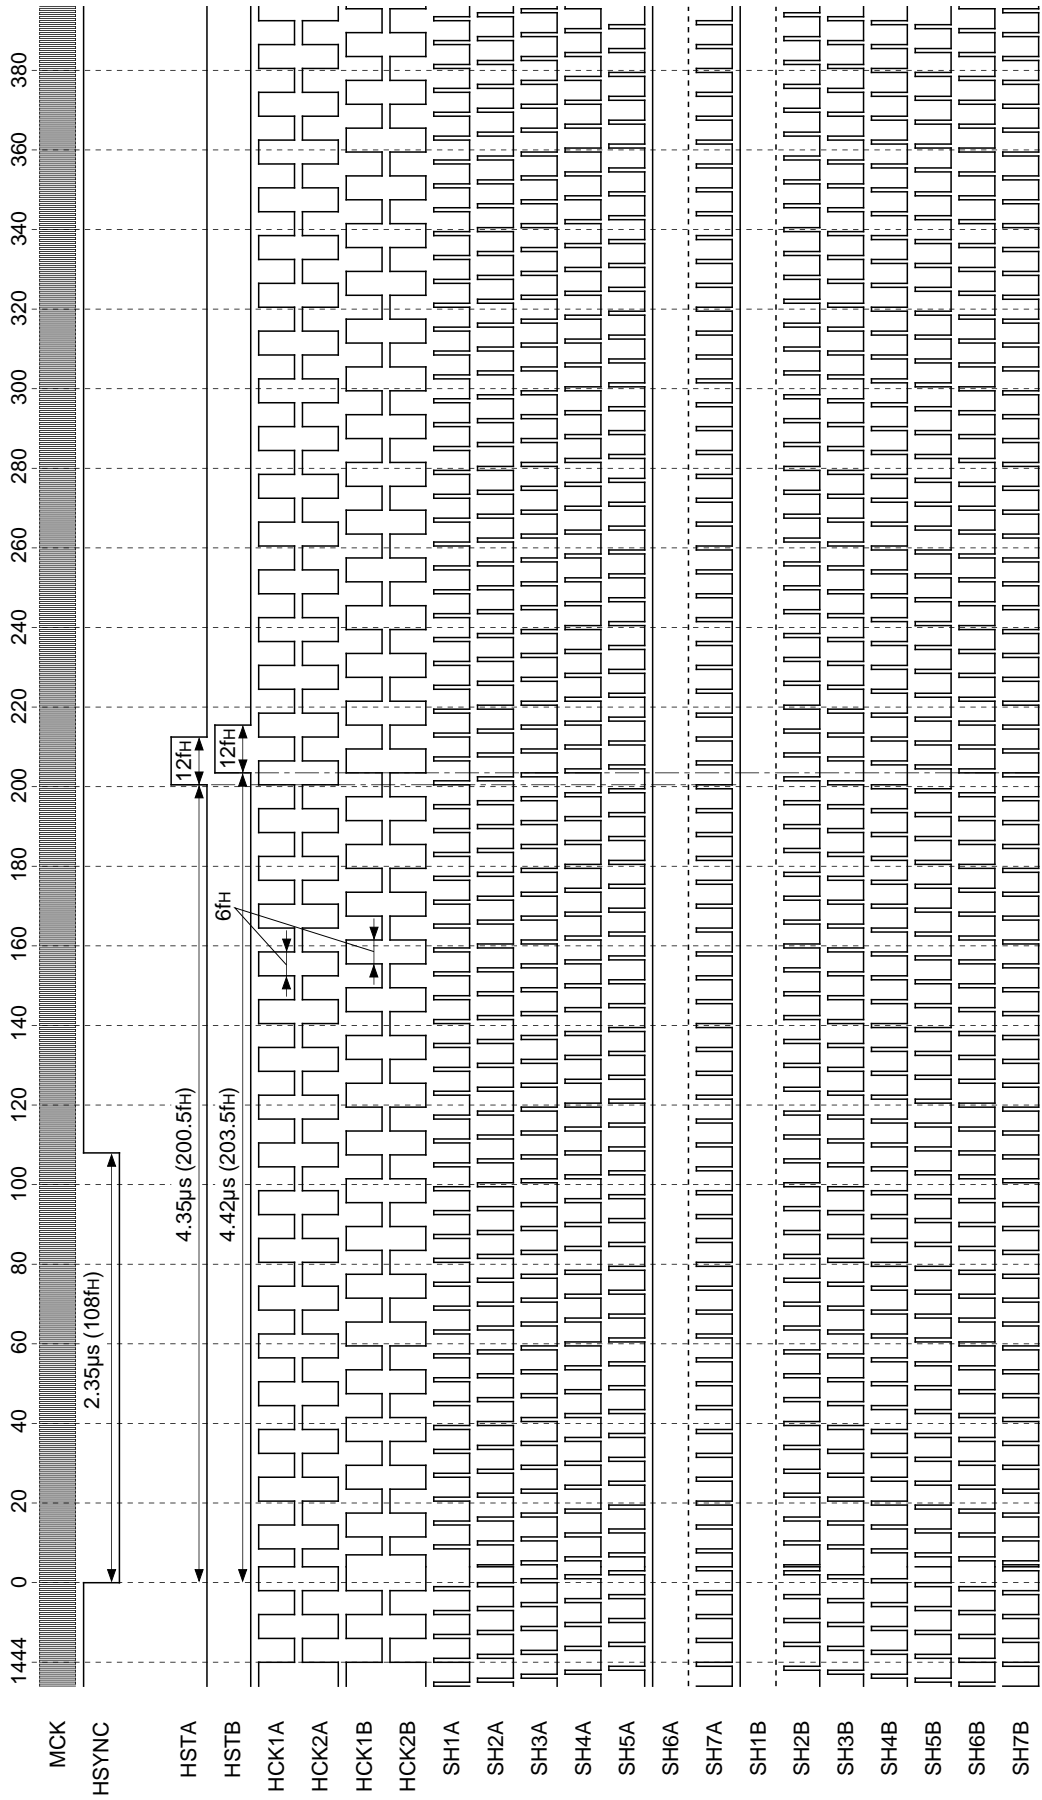 MCK
HSYNC
HSTA
HSTB
HCK1A
HCK2A
HCK1B
HCK2B
SH1A
SH2A
SH3A
SH4A
SH5A
SH6A
SH7A
SH1B
SH2B
SH3B
SH4B
SH5B
SH6B
SH7B
1444
0
20
40
60
80
100
120
140
160
180
200
220
240
260
280
300
320
340
360
380
2.35µs (108fH)
4.35µs (200.5fH)
12fH
4.42µs (203.5fH)
12fH
6fH